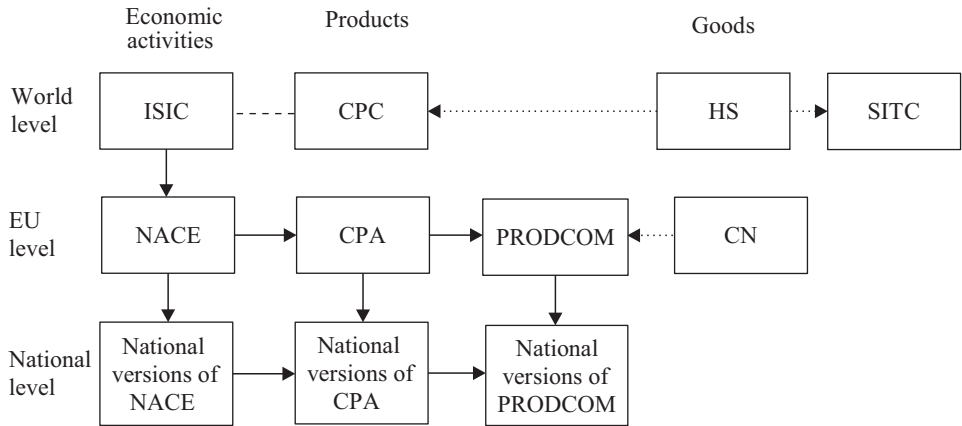 Economic
activities
Products
Goods
World
level
ISIC
CPC
HS
SITC
EU
level
NACE
CPA
PRODCOM
CN
National
level
National
versions of
NACE
National
versions of
CPA
National
versions of
PRODCOM